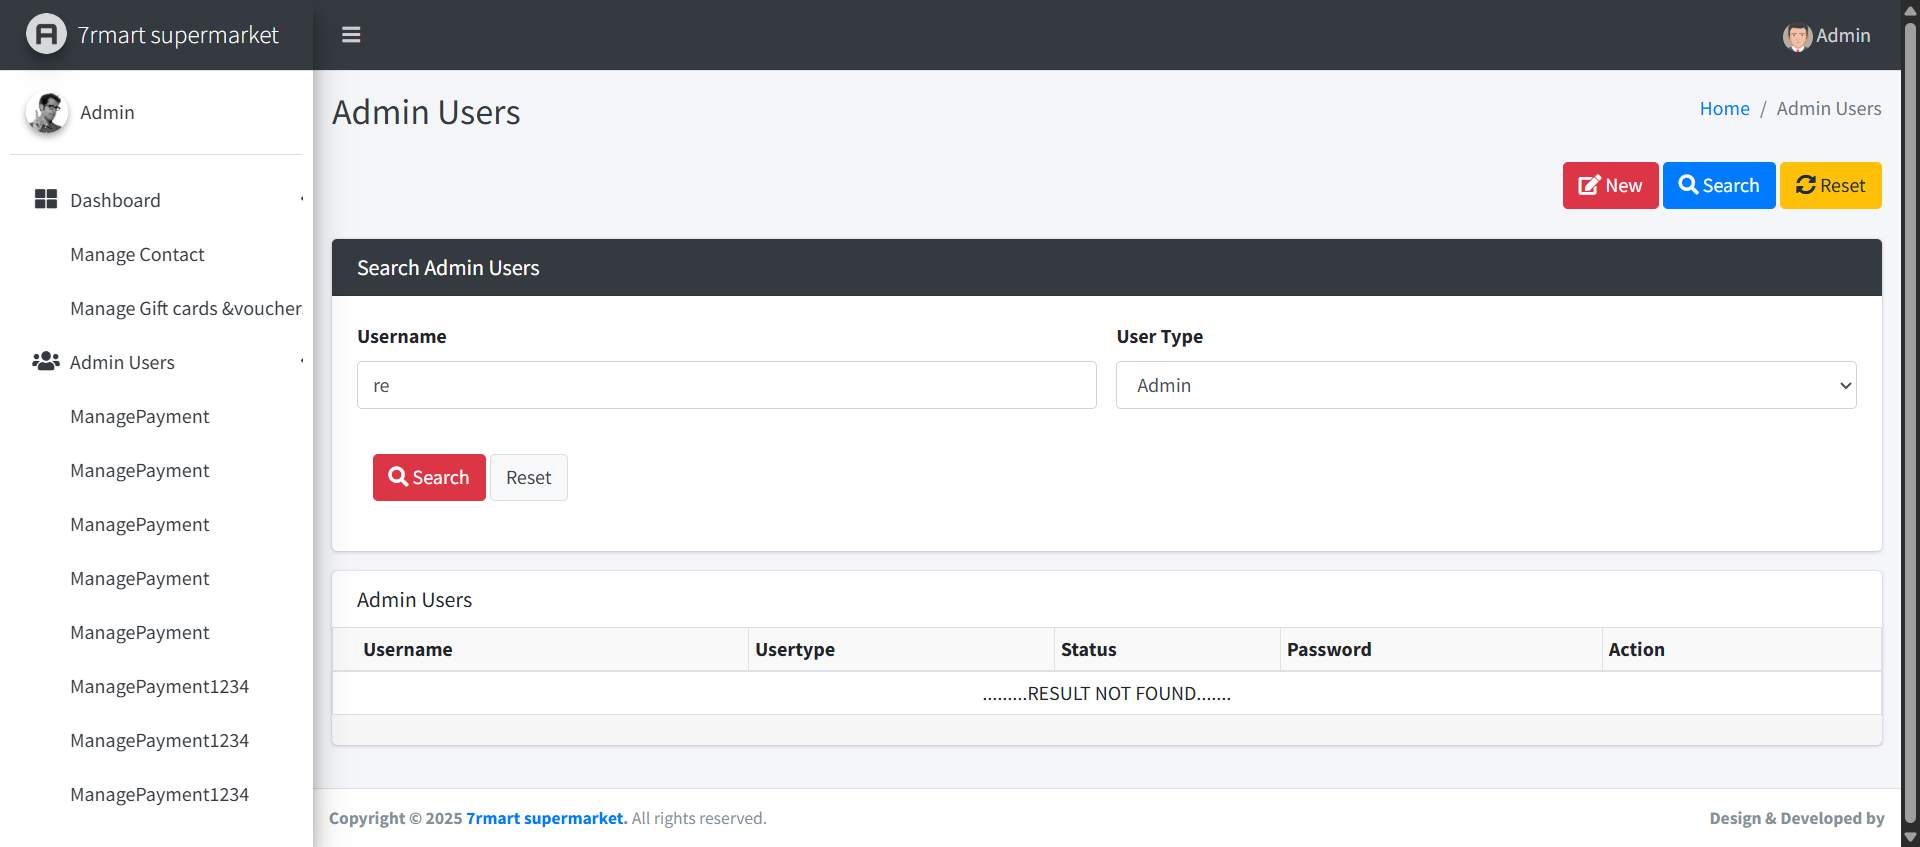 7rmart supermarket
Admin
Admin
Dashboard
Manage Contact
Manage Gift cards &voucher
Admin Users
ManagePayment
ManagePayment
ManagePayment
ManagePayment
ManagePayment
ManagePayment1234
ManagePayment1234
ManagePayment1234
Admin Users
Home / Admin Users
New Search Reset
Search Admin Users
Username User Type
re Admin
Search Reset
Admin Users
Username Usertype Status Password Action
.........RESULT NOT FOUND.......
Copyright © 2025 7rmart supermarket. All rights reserved.
Design & Developed by